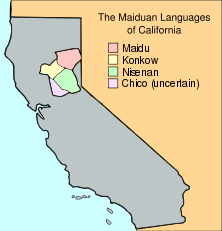 The Maiduan Languages
of California
Maidu
Konkow
Nisenan
Chico (uncertain)